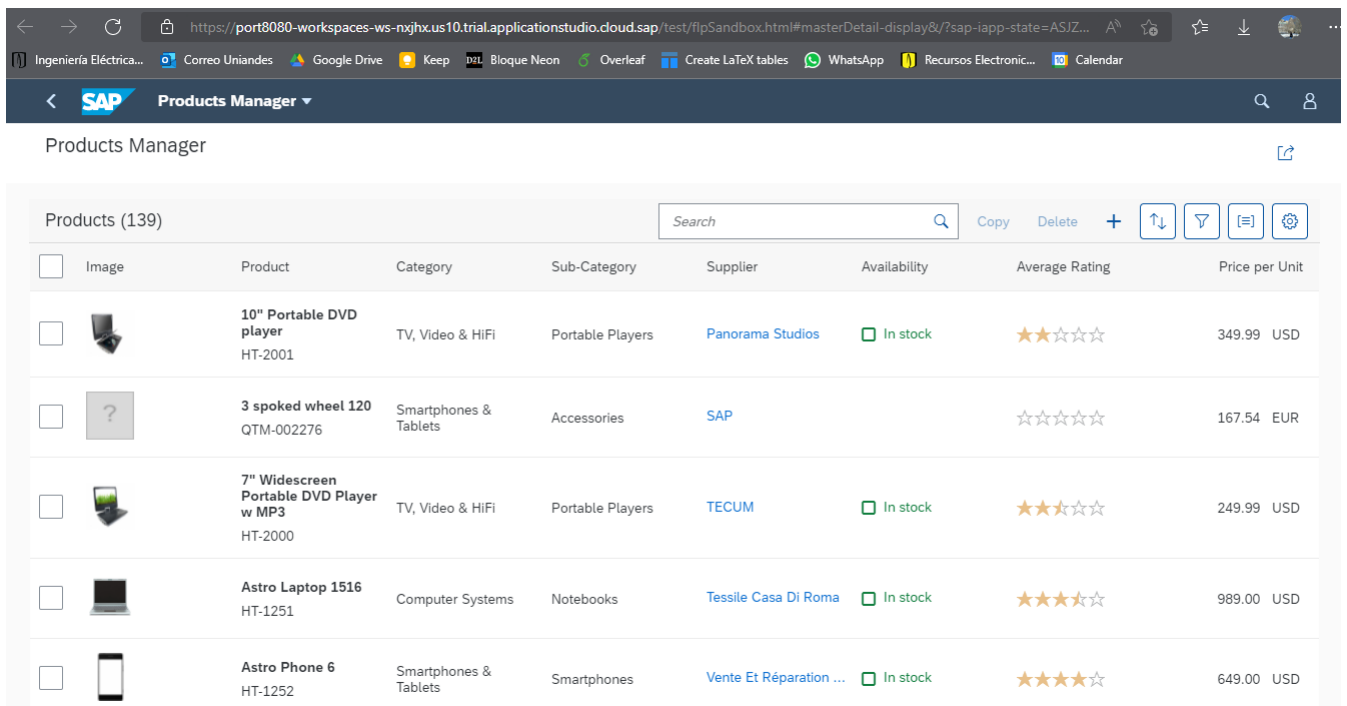 https://port8080-workspaces-ws-nxjhx.us10.trial.applicationstudio.cloud.sap/test/flpSandbox.html#masterDetail-display&/?sap-iapp-state=ASJZ...
Ingeniería Eléctrica... Correo Uniandes Google Drive Keep D2L Bloque Neon Overleaf Create LaTeX tables WhatsApp Recursos Electronic... 10 Calendar
SAP Products Manager
Products Manager
Products (139) Search Copy Delete
Image Product Category Sub-Category Supplier Availability Average Rating Price per Unit
10" Portable DVD
player
HT-2001
TV, Video & HiFi Portable Players Panorama Studios In stock 349.99 USD
?
3 spoked wheel 120
QTM-002276
Smartphones &
Tablets
Accessories SAP 167.54 EUR
7" Widescreen
Portable DVD Player
w MP3
HT-2000
TV, Video & HiFi Portable Players TECUM In stock 249.99 USD
Astro Laptop 1516
HT-1251
Computer Systems Notebooks Tessile Casa Di Roma In stock 989.00 USD
Astro Phone 6
HT-1252
Smartphones &
Tablets
Smartphones Vente Et Réparation ... In stock 649.00 USD